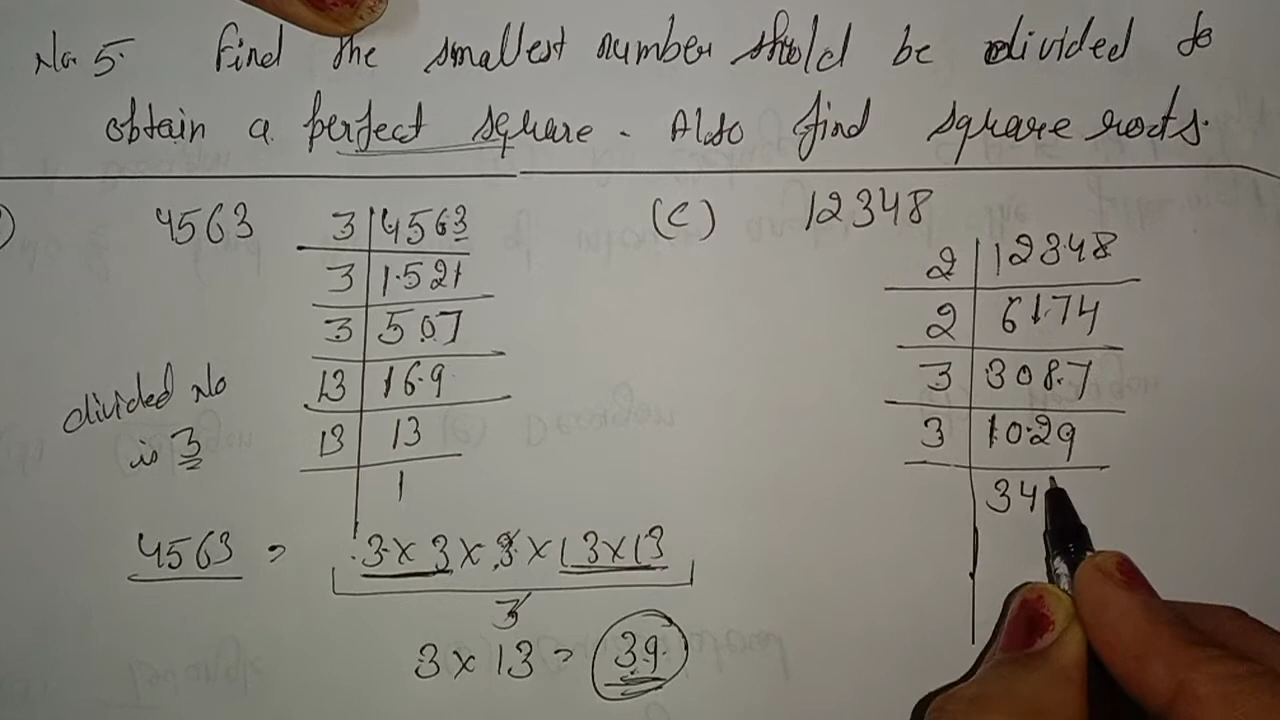 No. 5. Find the smallest number should be divided to
obtain a perfect square. Also find square roots.
) 4563
3 | 4563
3 | 1521
3 | 507
13 | 169
13 | 13
1
divided No
is 3
4563 = 3 × 3 × 3 × 13 × 13
3
3 × 13 = 39
(C) 12348
2 | 12348
2 | 6174
3 | 3087
3 | 1029
34